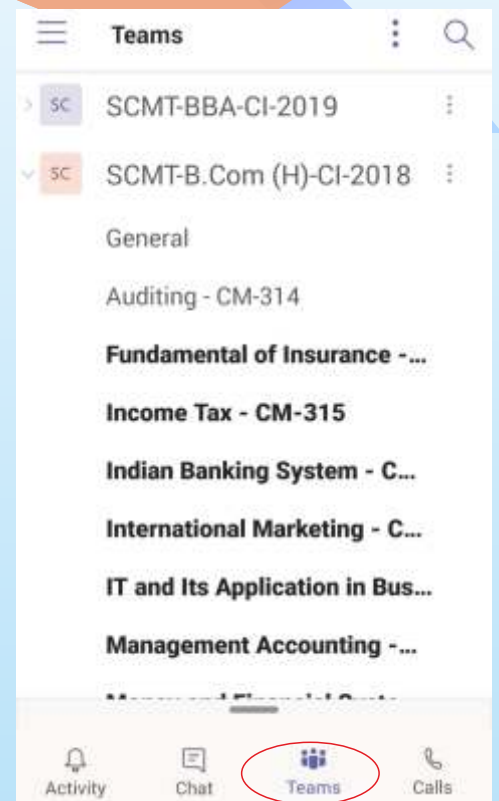 Teams
SC SCMT-BBA-CI-2019
SC SCMT-B.Com (H)-CI-2018
General
Auditing - CM-314
Fundamental of Insurance -...
Income Tax - CM-315
Indian Banking System - C...
International Marketing - C...
IT and Its Application in Bus...
Management Accounting -...
Activity Chat Teams Calls